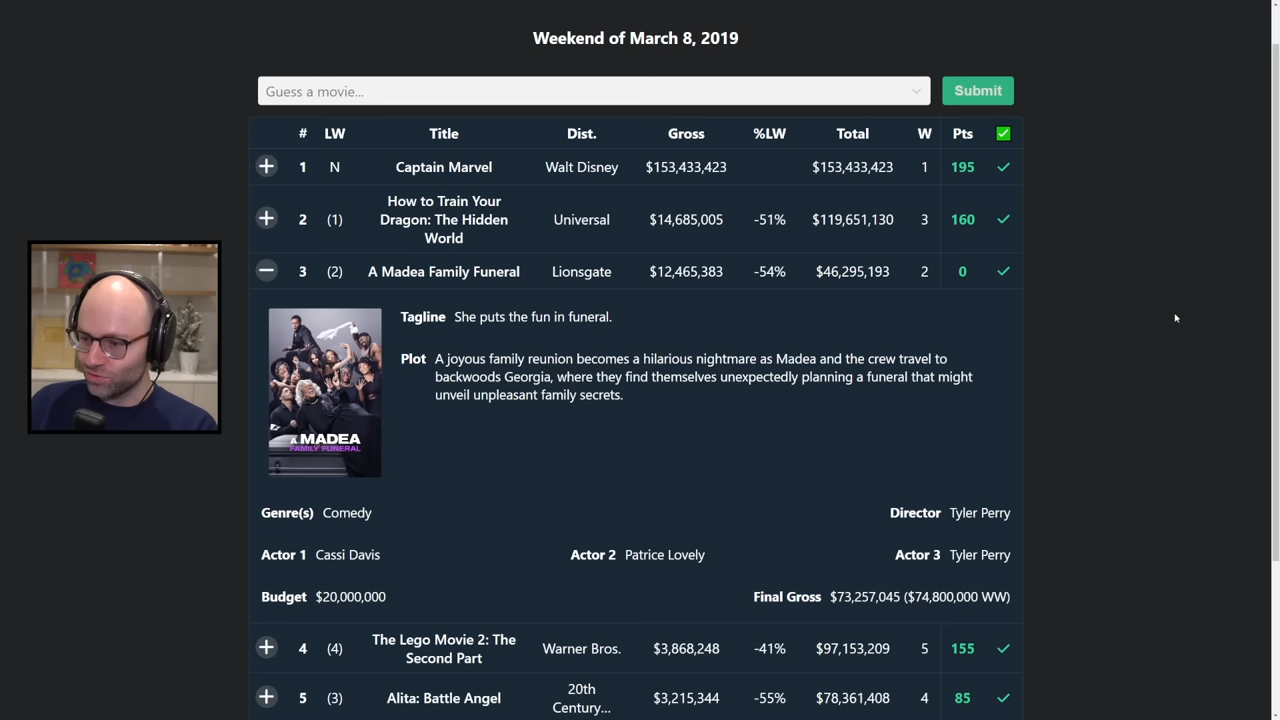 Weekend of March 8, 2019
Guess a movie...
Submit
# LW Title Dist. Gross %LW Total W Pts ✅
1 N Captain Marvel Walt Disney $153,433,423 $153,433,423 1 195 ✓
2 (1) How to Train Your Dragon: The Hidden World Universal $14,685,005 -51% $119,651,130 3 160 ✓
3 (2) A Madea Family Funeral Lionsgate $12,465,383 -54% $46,295,193 2 0 ✓
A MADEA
FAMILY FUNERAL
Tagline She puts the fun in funeral.
Plot A joyous family reunion becomes a hilarious nightmare as Madea and the crew travel to
backwoods Georgia, where they find themselves unexpectedly planning a funeral that might
unveil unpleasant family secrets.
Genre(s) Comedy Director Tyler Perry
Actor 1 Cassi Davis Actor 2 Patrice Lovely Actor 3 Tyler Perry
Budget $20,000,000 Final Gross $73,257,045 ($74,800,000 WW)
4 (4) The Lego Movie 2: The Second Part Warner Bros. $3,868,248 -41% $97,153,209 5 155 ✓
5 (3) Alita: Battle Angel 20th Century... $3,215,344 -55% $78,361,408 4 85 ✓